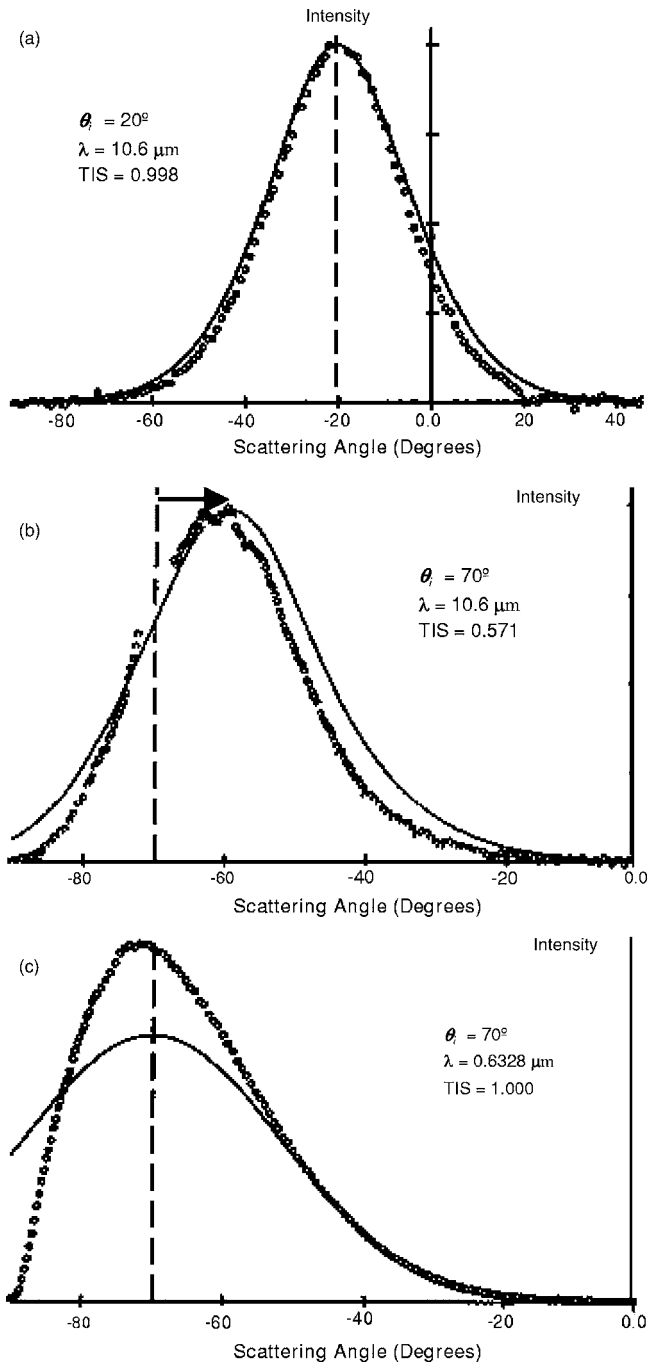 Intensity
(a)
θi = 20º
λ = 10.6 μm
TIS = 0.998
-80 -60 -40 -20 0.0 20 40
Scattering Angle (Degrees)
(b)
Intensity
θi = 70º
λ = 10.6 μm
TIS = 0.571
-80 -60 -40 -20 0.0
Scattering Angle (Degrees)
(c)
Intensity
θi = 70º
λ = 0.6328 μm
TIS = 1.000
-80 -60 -40 -20 0.0
Scattering Angle (Degrees)